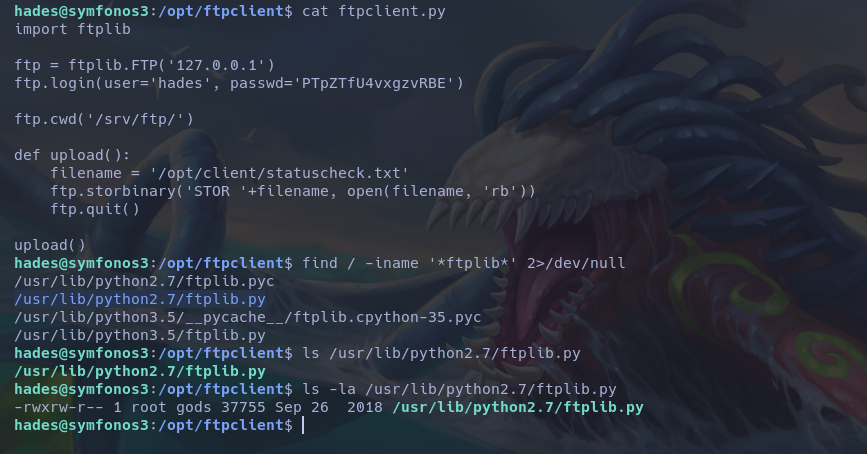 hades@symfonos3:/opt/ftpclient$ cat ftpclient.py
import ftplib

ftp = ftplib.FTP('127.0.0.1')
ftp.login(user='hades', passwd='PTpZTfU4vxgzvRBE')

ftp.cwd('/srv/ftp/')

def upload():
    filename = '/opt/client/statuscheck.txt'
    ftp.storbinary('STOR '+filename, open(filename, 'rb'))
    ftp.quit()

upload()
hades@symfonos3:/opt/ftpclient$ find / -iname '*ftplib*' 2>/dev/null
/usr/lib/python2.7/ftplib.pyc
/usr/lib/python2.7/ftplib.py
/usr/lib/python3.5/__pycache__/ftplib.cpython-35.pyc
/usr/lib/python3.5/ftplib.py
hades@symfonos3:/opt/ftpclient$ ls /usr/lib/python2.7/ftplib.py
/usr/lib/python2.7/ftplib.py
hades@symfonos3:/opt/ftpclient$ ls -la /usr/lib/python2.7/ftplib.py
-rwxrw-r-- 1 root gods 37755 Sep 26  2018 /usr/lib/python2.7/ftplib.py
hades@symfonos3:/opt/ftpclient$